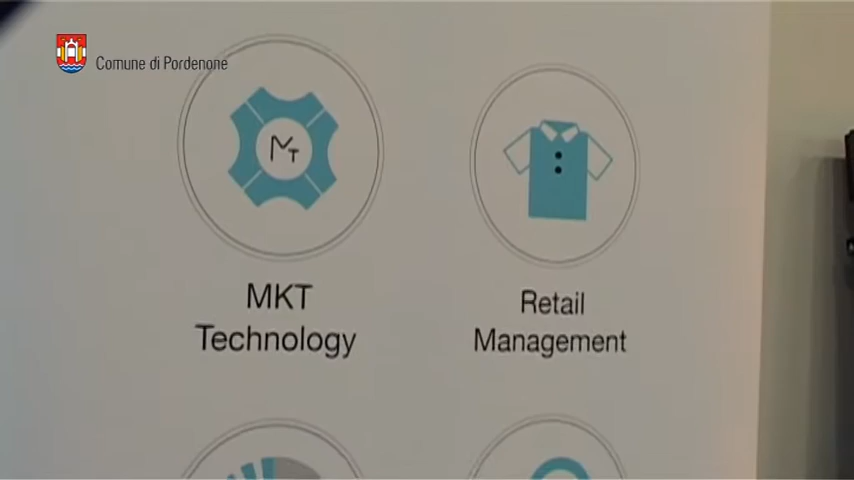 Comune di Pordenone
MT
MKT
Technology
Retail
Management